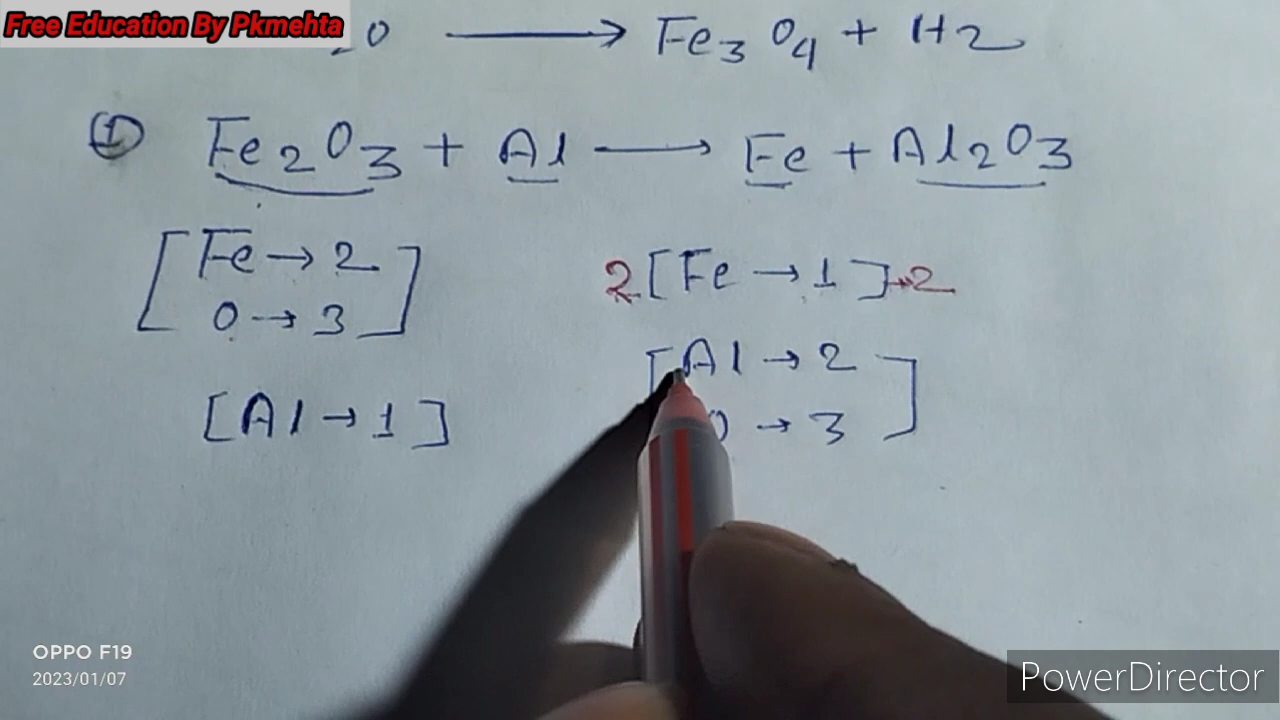 Free Education By Pkmehta
2O → Fe3O4 + H2
① Fe2O3 + Al → Fe + Al2O3
[Fe → 2
O → 3]
2[Fe → 1]→2
[Al → 2
O → 3]
[Al → 1]
OPPO F19
2023/01/07
PowerDirector